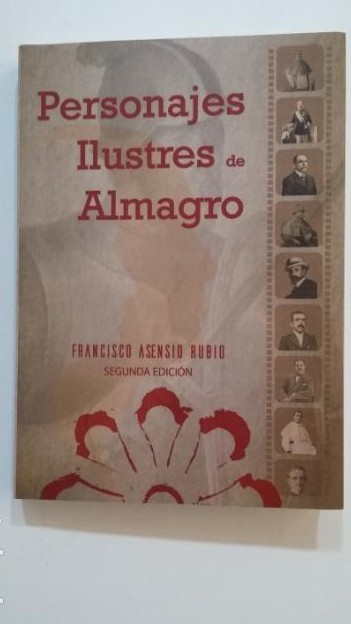 Personajes
Ilustres de
Almagro
FRANCISCO ASENSIO RUBIO
SEGUNDA EDICIÓN